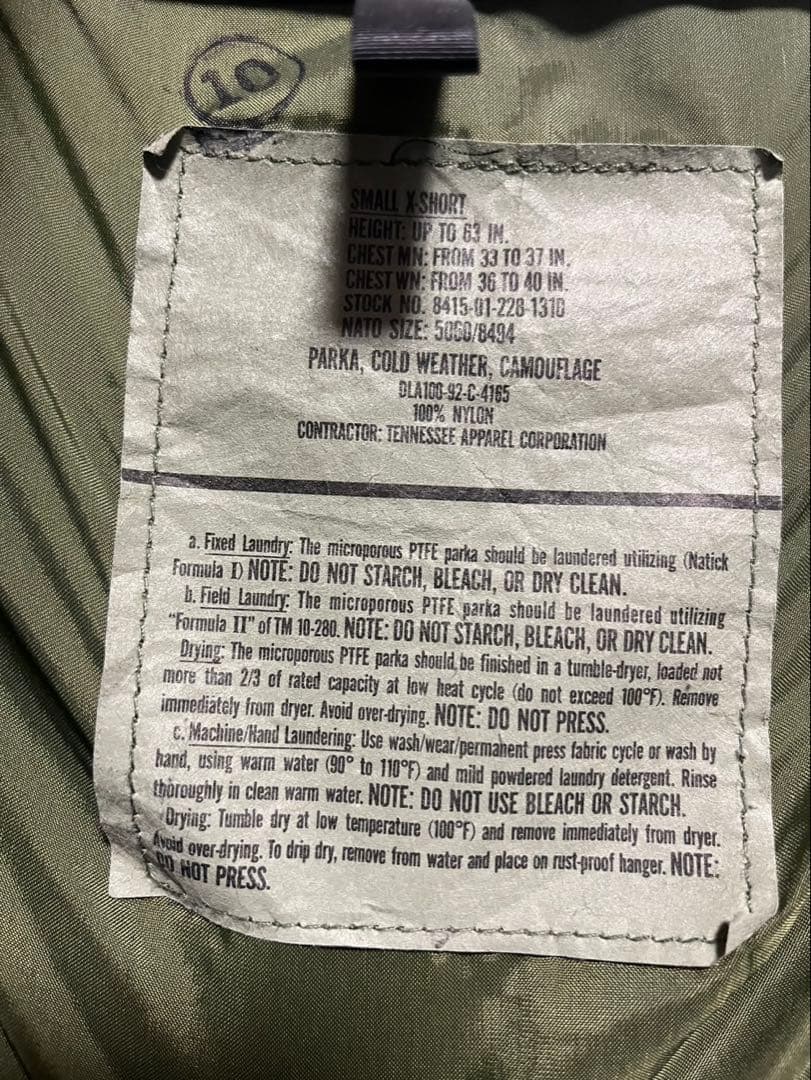 10
SMALL X-SHORT
HEIGHT: UP TO 63 IN.
CHEST MN: FROM 33 TO 37 IN.
CHEST WN: FROM 36 TO 40 IN.
STOCK NO. 8415-01-228-1310
NATO SIZE: 5060/8494
PARKA, COLD WEATHER, CAMOUFLAGE
DLA100-92-C-4165
100% NYLON
CONTRACTOR: TENNESSEE APPAREL CORPORATION
a. Fixed Laundry: The microporous PTFE parka should be laundered utilizing (Natick
Formula I) NOTE: DO NOT STARCH, BLEACH, OR DRY CLEAN.
b. Field Laundry: The microporous PTFE parka should be laundered utilizing
"Formula II" of TM 10-280. NOTE: DO NOT STARCH, BLEACH, OR DRY CLEAN.
Drying: The microporous PTFE parka should be finished in a tumble-dryer, loaded not
more than 2/3 of rated capacity at low heat cycle (do not exceed 100°F). Remove
immediately from dryer. Avoid over-drying. NOTE: DO NOT PRESS.
c. Machine/Hand Laundering: Use wash/wear/permanent press fabric cycle or wash by
hand, using warm water (90° to 110°F) and mild powdered laundry detergent. Rinse
thoroughly in clean warm water. NOTE: DO NOT USE BLEACH OR STARCH.
Drying: Tumble dry at low temperature (100°F) and remove immediately from dryer.
Avoid over-drying. To drip dry, remove from water and place on rust-proof hanger. NOTE:
DO NOT PRESS.